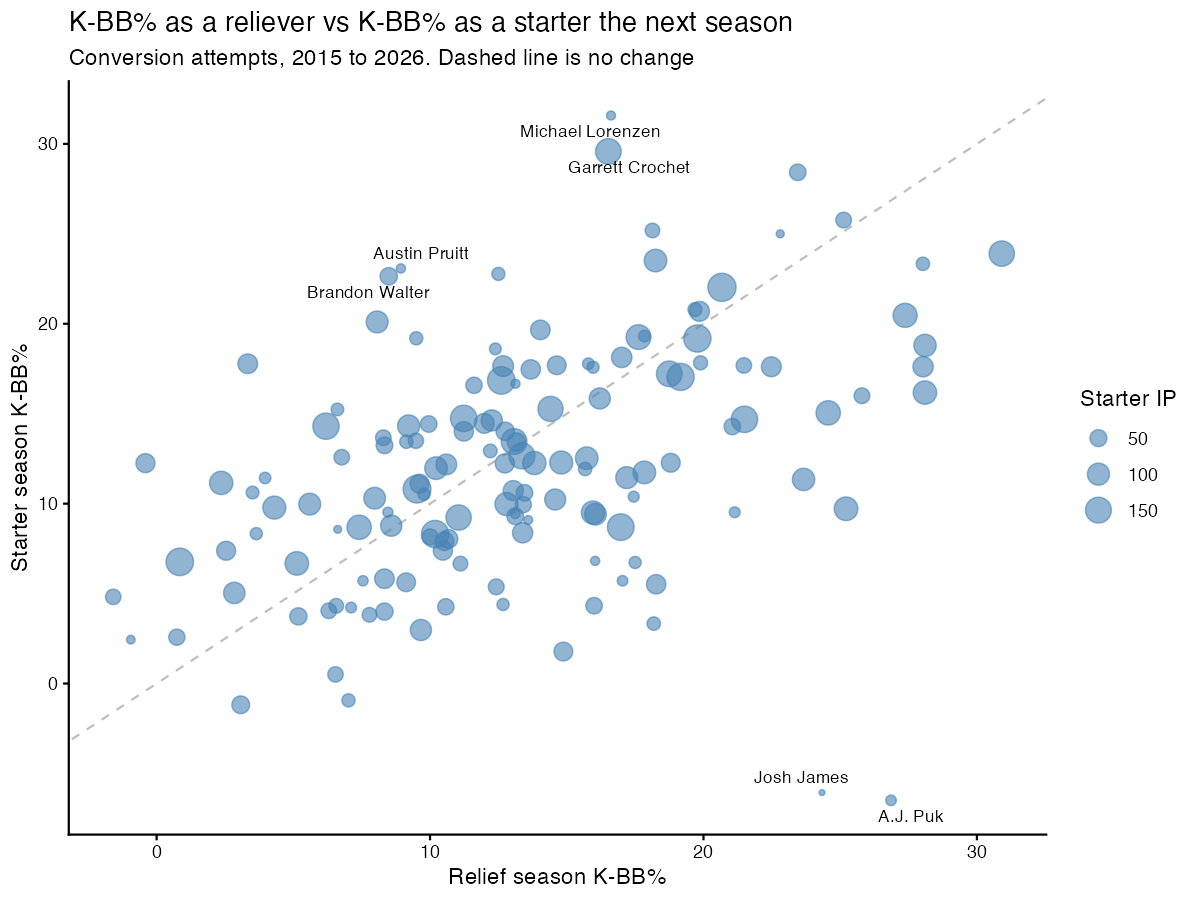 K-BB% as a reliever vs K-BB% as a starter the next season
Conversion attempts, 2015 to 2026. Dashed line is no change
Starter season K-BB%
30
20
10
0
Michael Lorenzen
Garrett Crochet
Austin Pruitt
Brandon Walter
Josh James
A.J. Puk
0
10
20
30
Relief season K-BB%
Starter IP
50
100
150